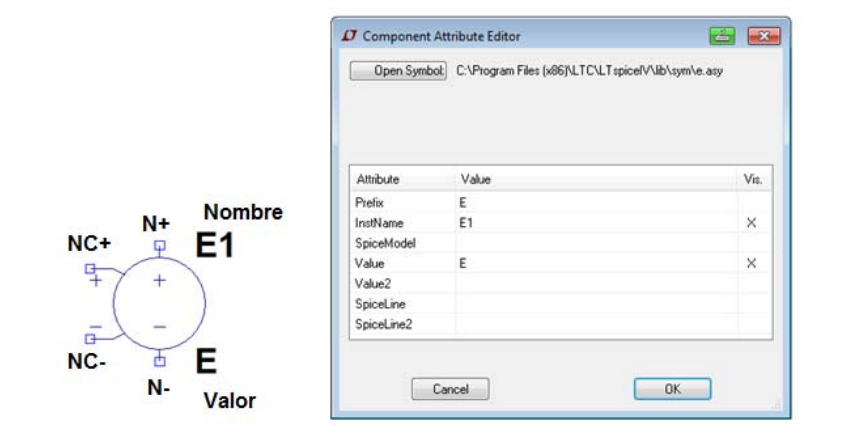 Nombre
N+
E1
NC+
+
+
−
−
NC-
E
N-
Valor
Component Attribute Editor
Open Symbol: C:\Program Files (x86)\LTC\LTspiceIV\lib\sym\e.asy
Attribute Value Vis.
Prefix E
InstName E1 X
SpiceModel
Value E X
Value2
SpiceLine
SpiceLine2
Cancel OK